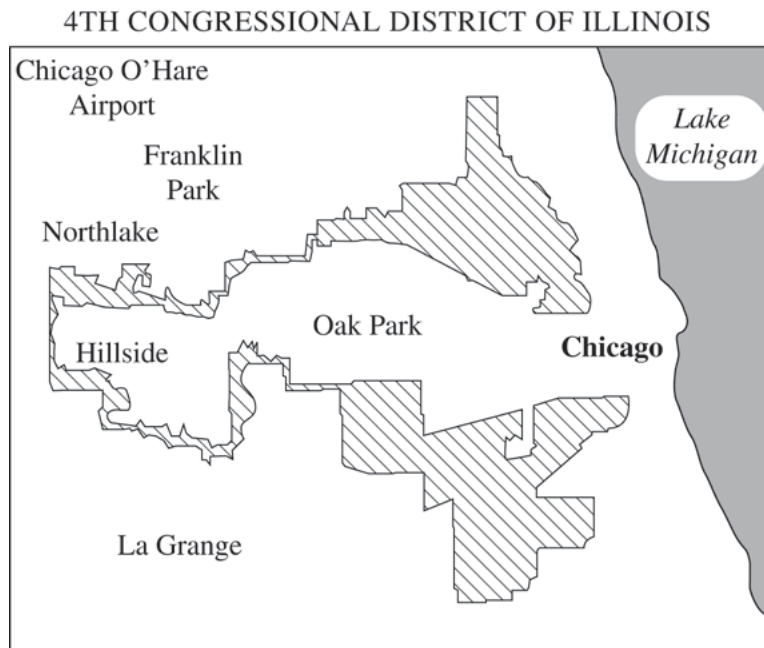 4TH CONGRESSIONAL DISTRICT OF ILLINOIS
Chicago O'Hare
Airport
Lake
Michigan
Franklin
Park
Northlake
Oak Park
Hillside
Chicago
La Grange